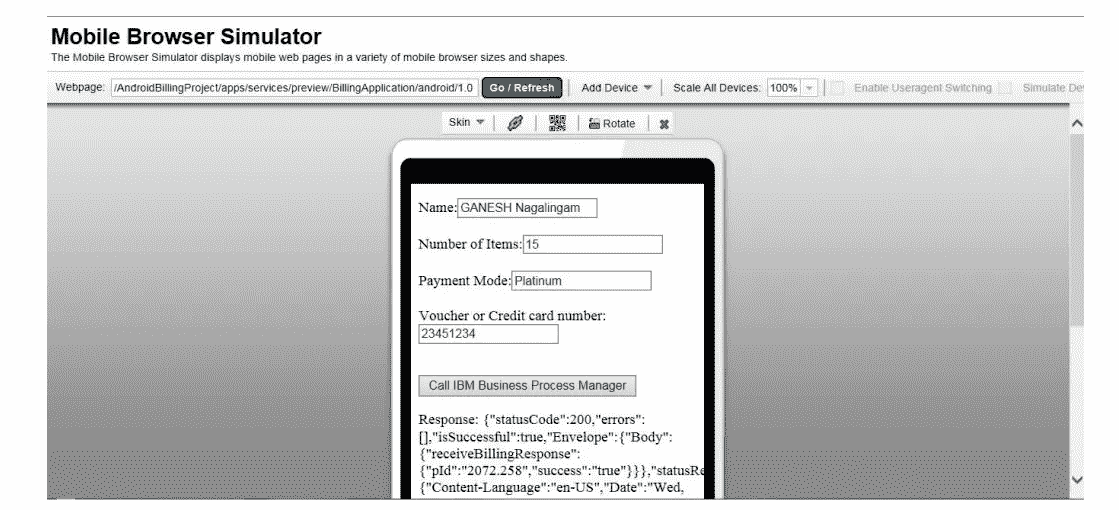 Mobile Browser Simulator
The Mobile Browser Simulator displays mobile web pages in a variety of mobile browser sizes and shapes.
Webpage: /AndroidBillingProject/apps/services/preview/BillingApplication/android/1.0 Go / Refresh Add Device Scale All Devices: 100% Enable Useragent Switching Simulate De
Skin Rotate
Name: GANESH Nagalingam
Number of Items: 15
Payment Mode: Platinum
Voucher or Credit card number:
23451234
Call IBM Business Process Manager
Response: {"statusCode":200,"errors":
[],"isSuccessful":true,"Envelope":{"Body":
{"receiveBillingResponse":
{"pId":"2072.258","success":"true"}}},"statusRe
{"Content-Language":"en-US","Date":"Wed,